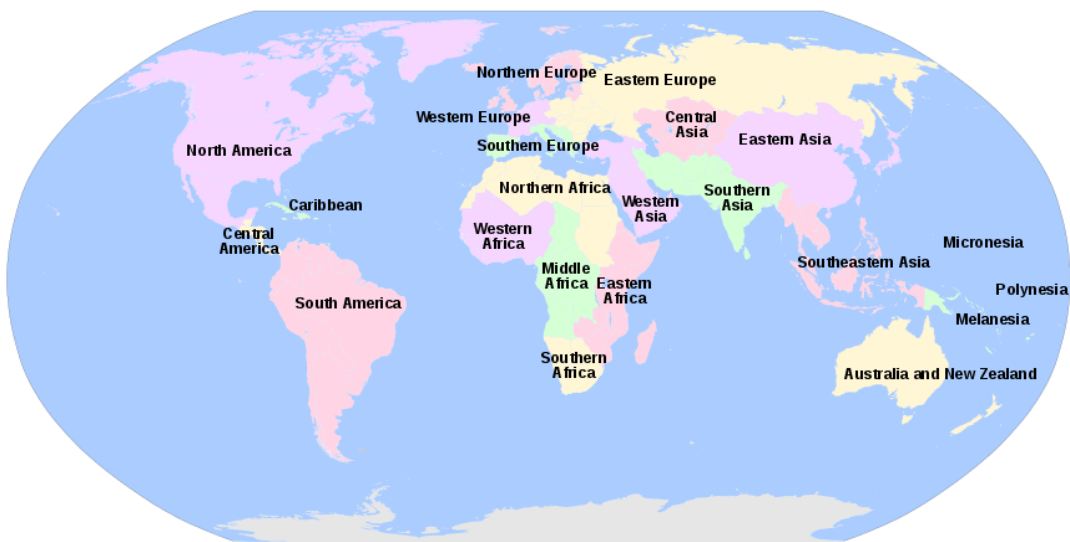 Northern Europe
Eastern Europe
Western Europe
Central
Asia
Eastern Asia
Southern Europe
North America
Northern Africa
Southern
Asia
Caribbean
Western
Asia
Western
Africa
Central
America
Micronesia
Southeastern Asia
Middle
Africa
Eastern
Africa
Polynesia
South America
Melanesia
Southern
Africa
Australia and New Zealand